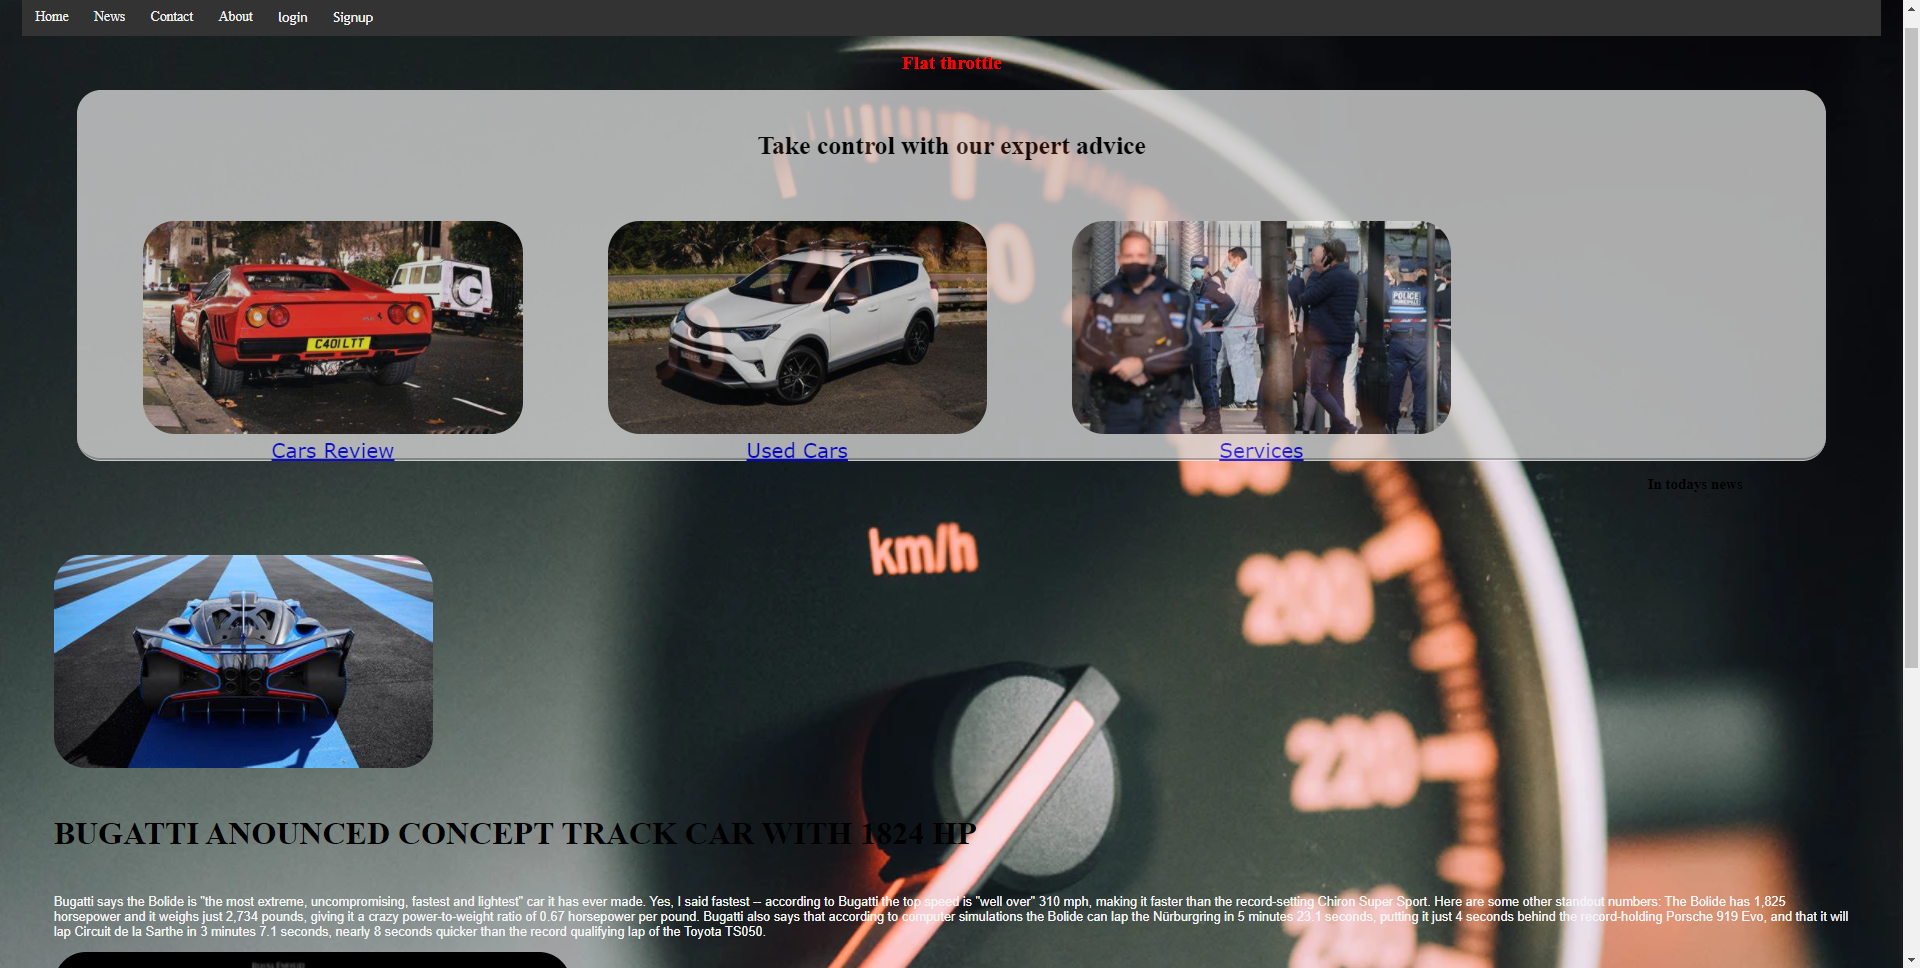 Home News Contact About login Signup
Flat throttle
Take control with our expert advice
C401 LTT
POLICE
Cars Review Used Cars Services
In todays news
km/h
200
220
BUGATTI ANOUNCED CONCEPT TRACK CAR WITH 1824 HP
Bugatti says the Bolide is "the most extreme, uncompromising, fastest and lightest" car it has ever made. Yes, I said fastest -- according to Bugatti the top speed is "well over" 310 mph, making it faster than the record-setting Chiron Super Sport. Here are some other standout numbers: The Bolide has 1,825
horsepower and it weighs just 2,734 pounds, giving it a crazy power-to-weight ratio of 0.67 horsepower per pound. Bugatti also says that according to computer simulations the Bolide can lap the Nürburgring in 5 minutes 23.1 seconds, putting it just 4 seconds behind the record-holding Porsche 919 Evo, and that it will
lap Circuit de la Sarthe in 3 minutes 7.1 seconds, nearly 8 seconds quicker than the record qualifying lap of the Toyota TS050.